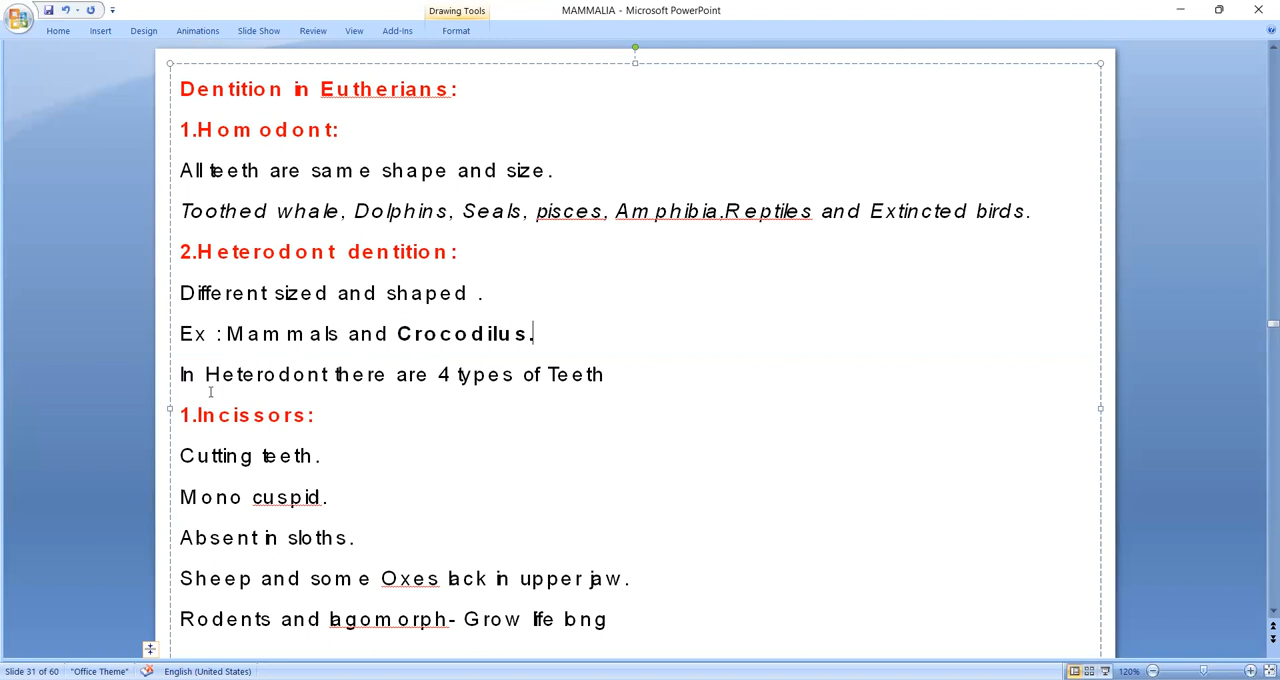 Drawing Tools
MAMMALIA - Microsoft PowerPoint
Home Insert Design Animations Slide Show Review View Add-Ins Format
Dentition in Eutherians:
1.Homodont:
All teeth are same shape and size.
Toothed whale, Dolphins, Seals, pisces, Amphibia.Reptiles and Extincted birds.
2.Heterodont dentition:
Different sized and shaped .
Ex :Mammals and Crocodilus.
In Heterodont there are 4 types of Teeth
1.Incissors:
Cutting teeth.
Mono cuspid.
Absent in sloths.
Sheep and some Oxes lack in upper jaw.
Rodents and lagomorph- Grow life long
Slide 31 of 60 "Office Theme" English (United States) 120%